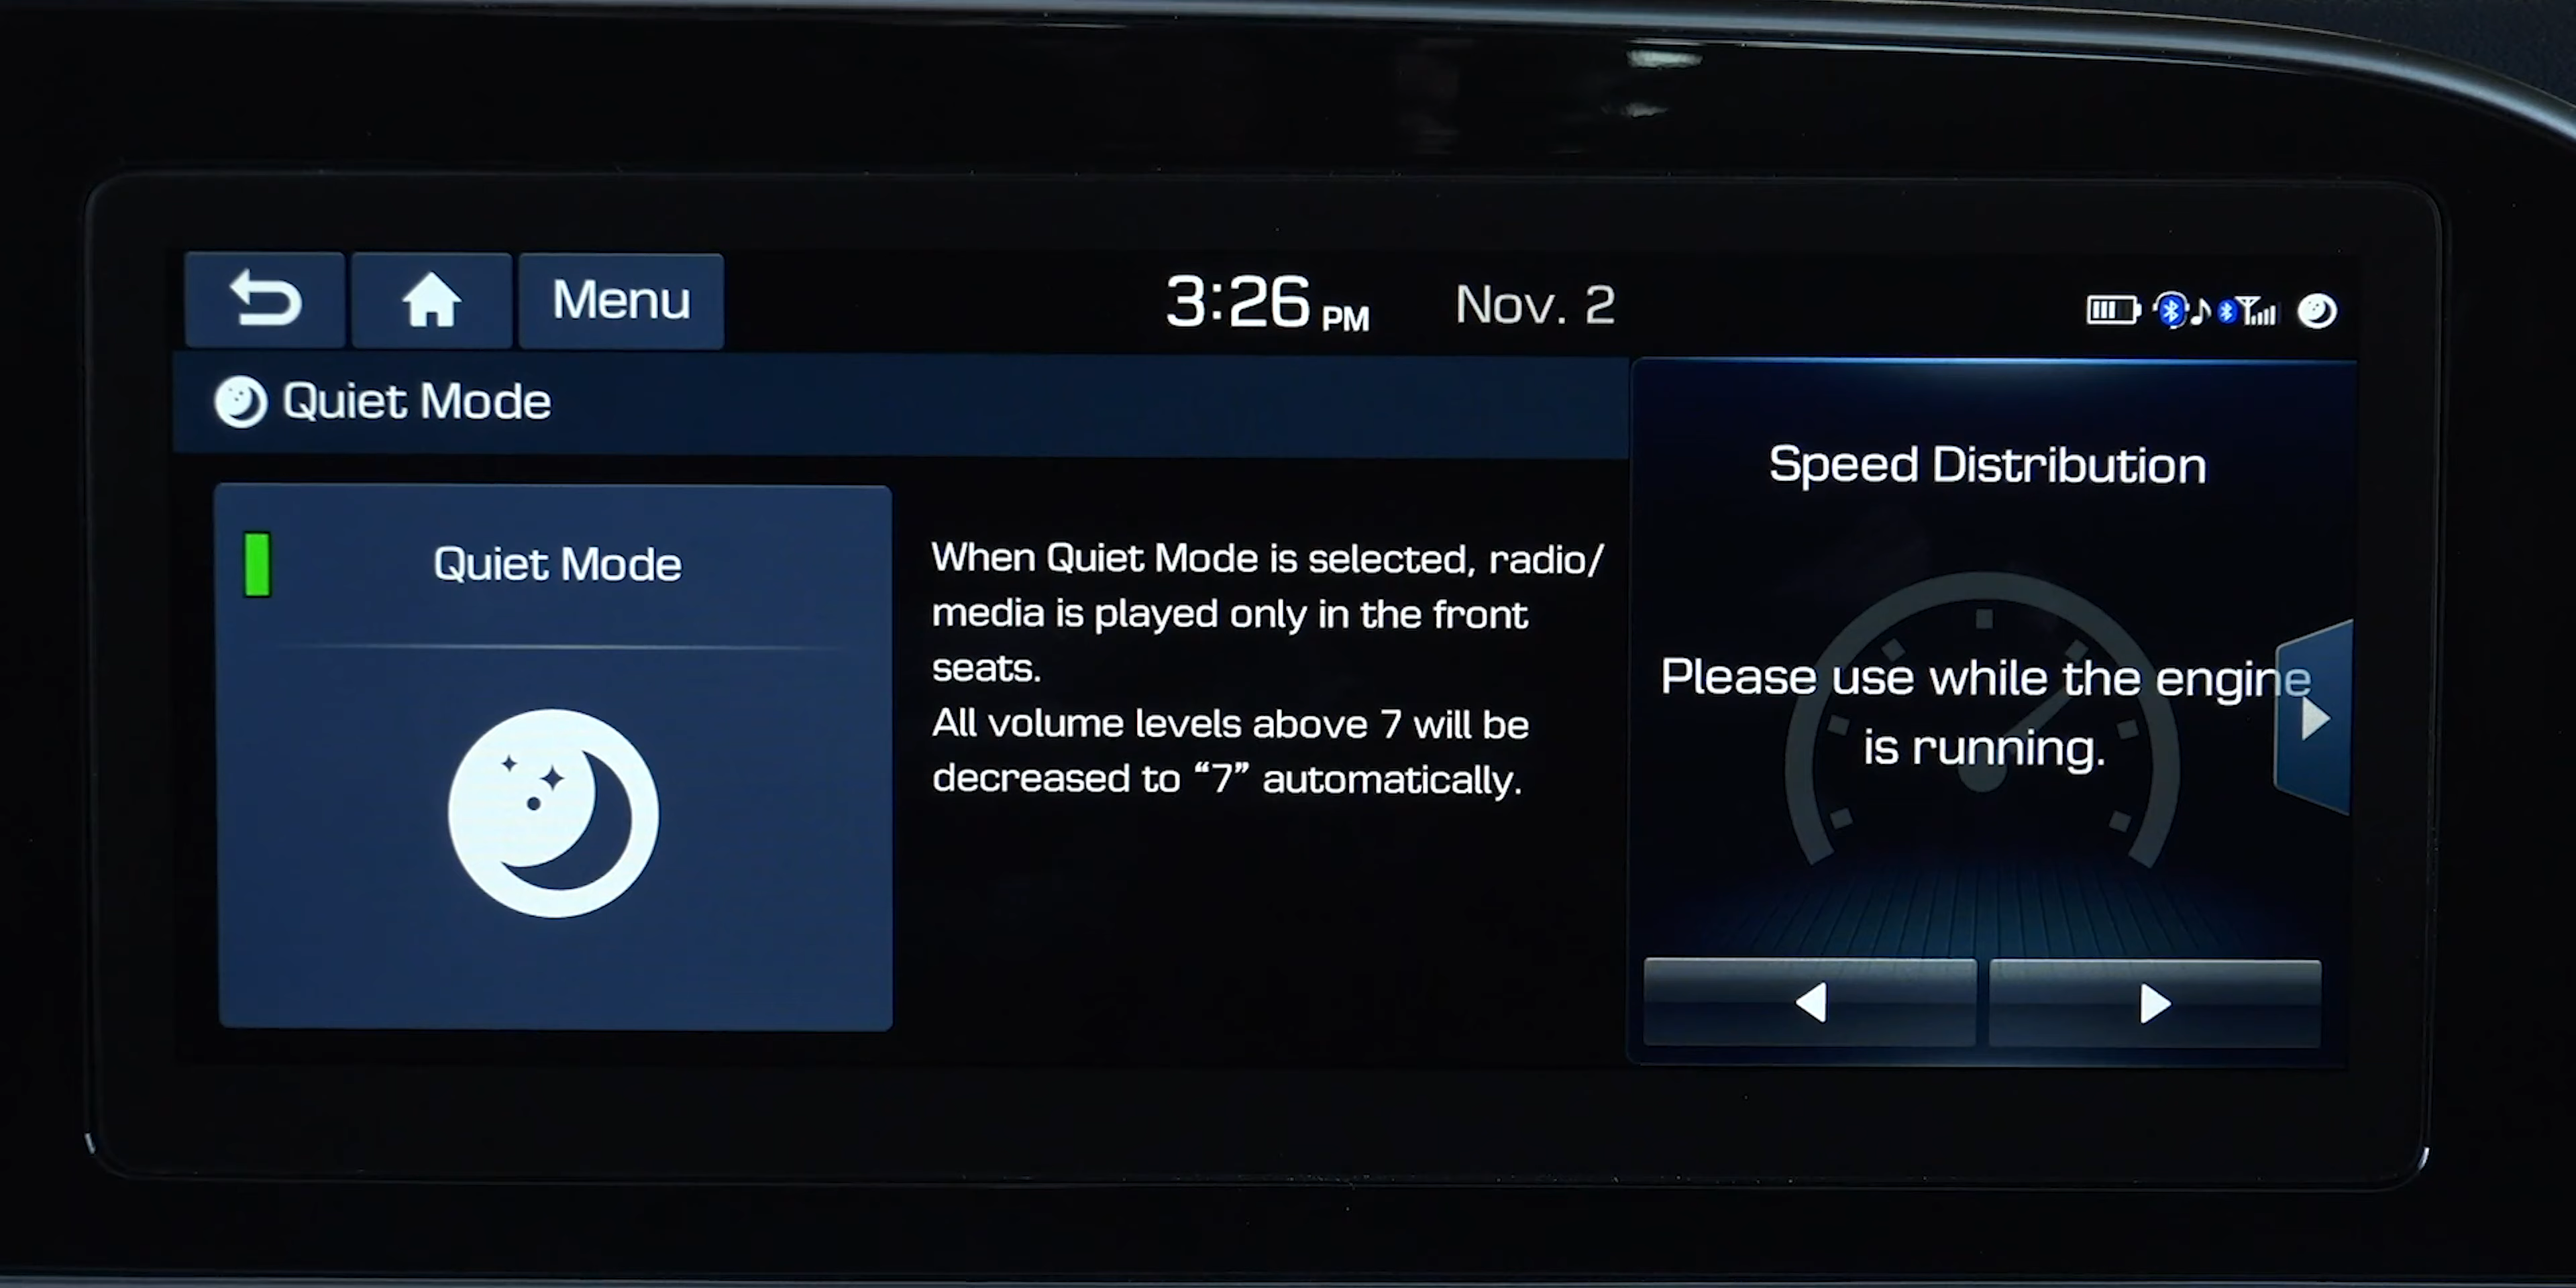 Menu
3:26 PM
Nov. 2
Quiet Mode
Quiet Mode
When Quiet Mode is selected, radio/
media is played only in the front
seats.
All volume levels above 7 will be
decreased to “7” automatically.
Speed Distribution
Please use while the engine
is running.